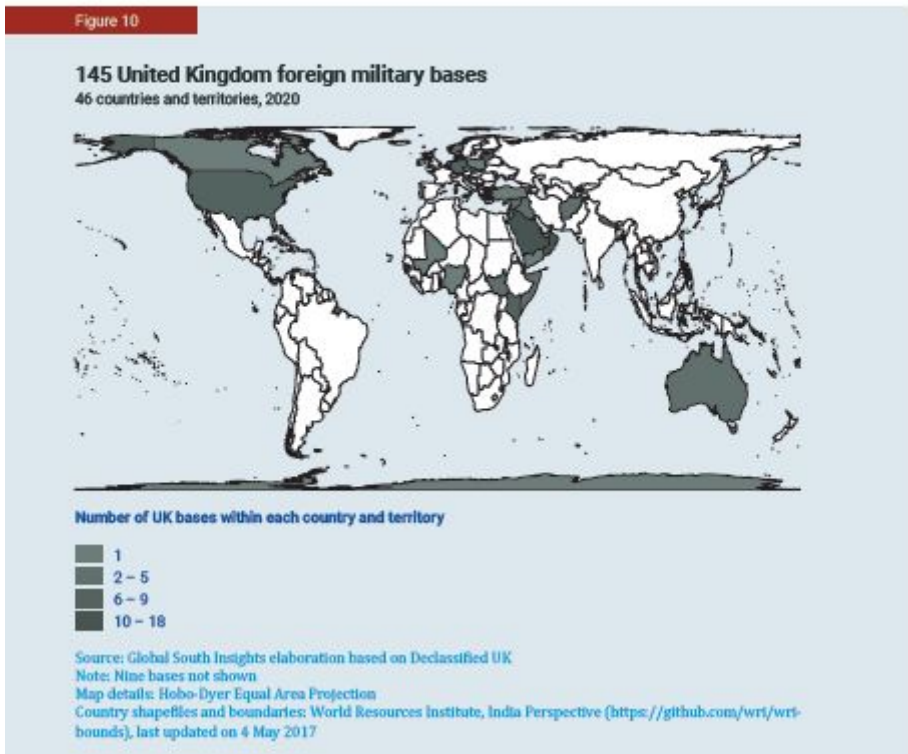 Figure 10
145 United Kingdom foreign military bases
46 countries and territories, 2020
Number of UK bases within each country and territory
1
2 – 5
6 – 9
10 – 18
Source: Global South Insights elaboration based on Declassified UK
Note: Nine bases not shown
Map details: Hobo-Dyer Equal Area Projection
Country shapefiles and boundaries: World Resources Institute, India Perspective (https://github.com/wri/wri-
bounds), last updated on 4 May 2017